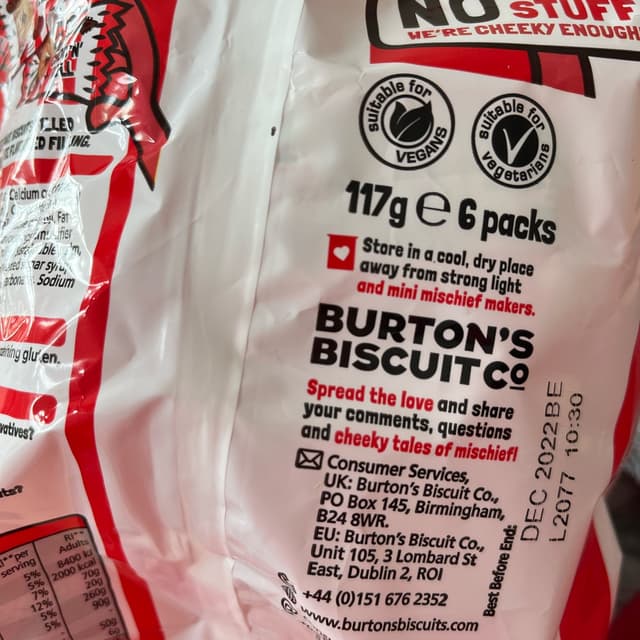 NO STUFF
WE'RE CHEEKY ENOUGH!
suitable for
VEGANS
suitable for
vegetarians
117g e 6 packs
Store in a cool, dry place
away from strong light
and mini mischief makers.
BURTON'S
BISCUIT CO
Spread the love and share
your comments, questions
and cheeky tales of mischief!
Consumer Services,
UK: Burton's Biscuit Co.,
PO Box 145, Birmingham,
B24 8WR.
EU: Burton's Biscuit Co.,
Unit 105, 3 Lombard St
East, Dublin 2, ROI
+44 (0)151 676 2352
www.burtonsbiscuits.com
Best Before End:
DEC 2022 BE
L2077 10:30
Sodium
gluten.
RI**
per
Adults
serving
8400 kJ
5%
2000 kcal
5%
70g
7%
20g
12%
260g
5%
90g
5%
50g